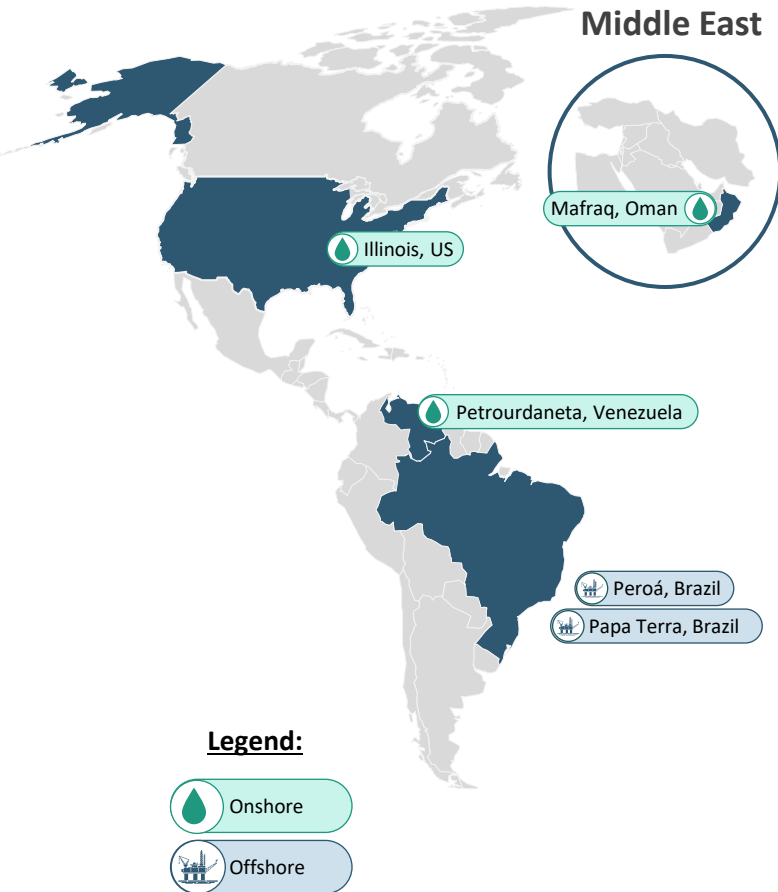 Middle East
Mafraq, Oman
Illinois, US
Petrourdaneta, Venezuela
Peroá, Brazil
Papa Terra, Brazil
Legend:
Onshore
Offshore